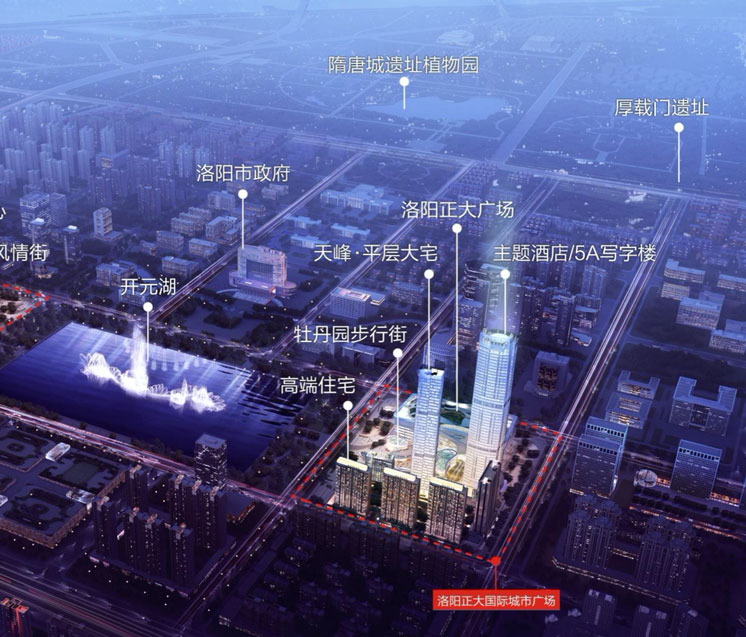 隋唐城遗址植物园
厚载门遗址
洛阳市政府
洛阳正大广场
心
风情街
天峰·平层大宅
主题酒店/5A写字楼
开元湖
牡丹园步行街
高端住宅
洛阳正大国际城市广场